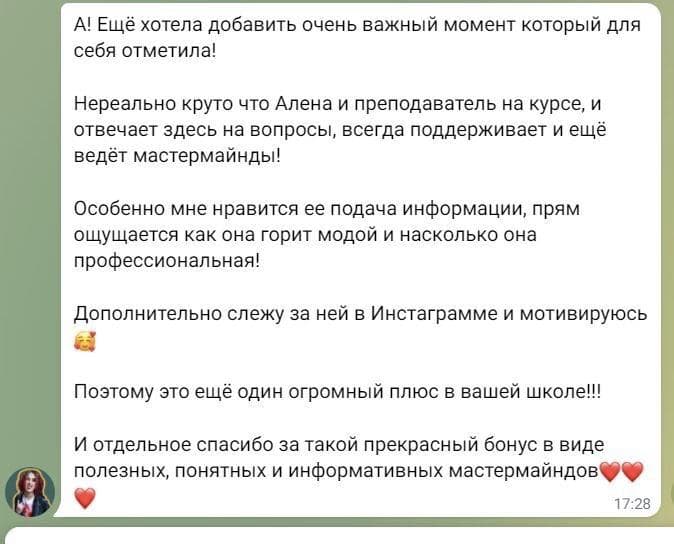 А! Ещё хотела добавить очень важный момент который для
себя отметила!
Нереально круто что Алена и преподаватель на курсе, и
отвечает здесь на вопросы, всегда поддерживает и ещё
ведёт мастермайнды!
Особенно мне нравится ее подача информации, прям
ощущается как она горит модой и насколько она
профессиональная!
Дополнительно слежу за ней в Инстаграмме и мотивируюсь
🥰
Поэтому это ещё один огромный плюс в вашей школе!!!
И отдельное спасибо за такой прекрасный бонус в виде
полезных, понятных и информативных мастермайндов❤️❤️
❤️
17:28